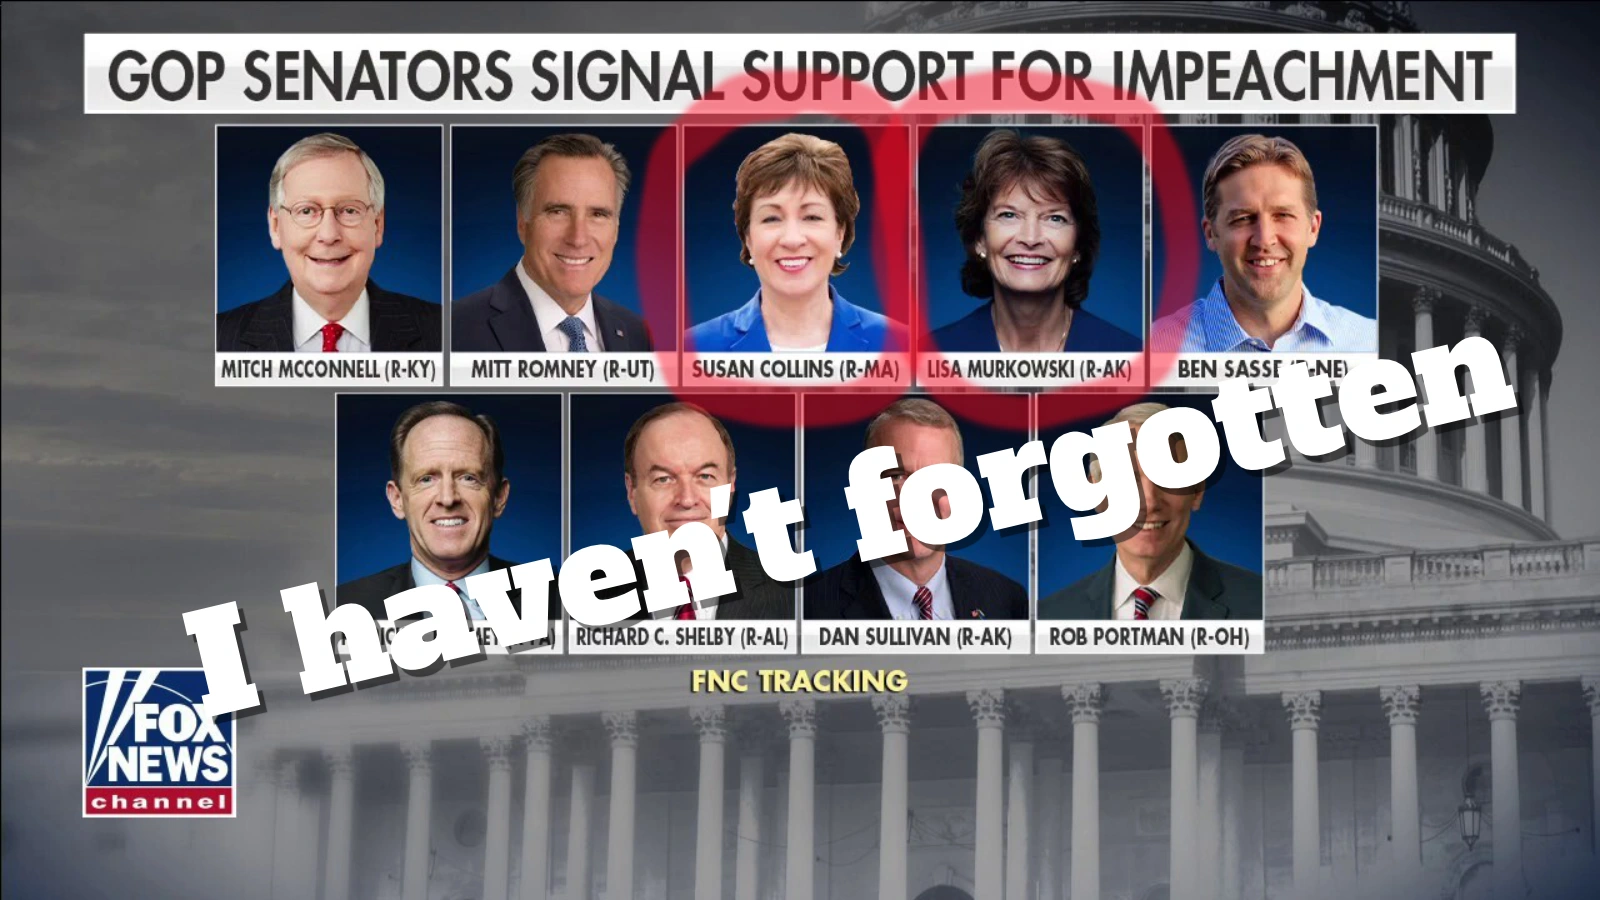 GOP SENATORS SIGNAL SUPPORT FOR IMPEACHMENT
MITCH MCCONNELL (R-KY)
MITT ROMNEY (R-UT)
SUSAN COLLINS (R-MA)
LISA MURKOWSKI (R-AK)
BEN SASSE
I haven't forgotten
RICHARD C. SHELBY (R-AL)
DAN SULLIVAN (R-AK)
ROB PORTMAN (R-OH)
FNC TRACKING
FOX
NEWS
channel